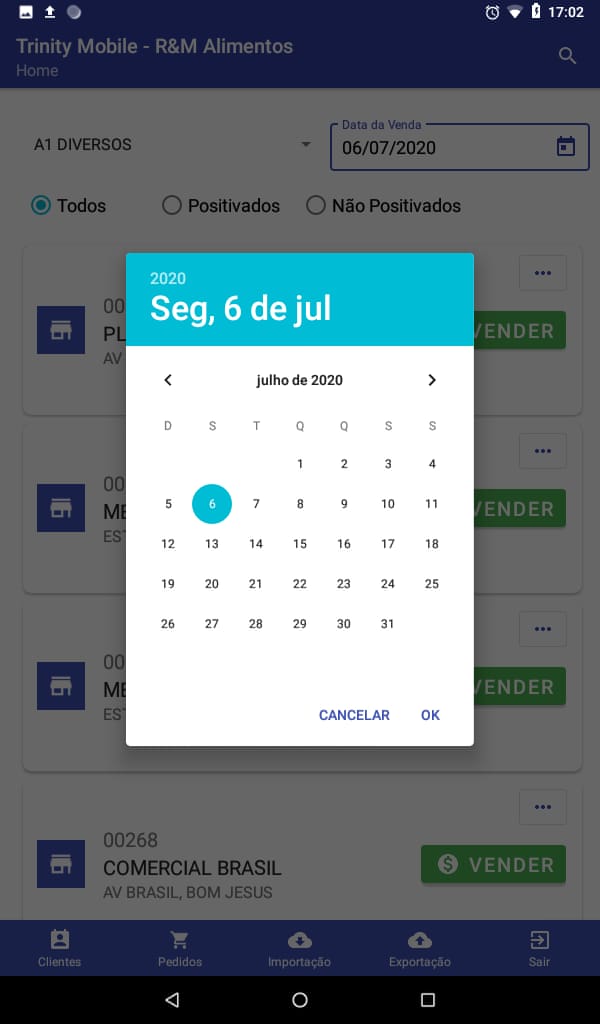 17:02
Trinity Mobile - R&M Alimentos
Home
Data da Venda
A1 DIVERSOS
06/07/2020
Todos
Positivados
Não Positivados
2020
Seg, 6 de jul
julho de 2020
D S T Q Q S S
1 2 3 4
5 6 7 8 9 10 11
12 13 14 15 16 17 18
19 20 21 22 23 24 25
26 27 28 29 30 31
CANCELAR OK
00
PL
AV
VENDER
00
ME
EST
VENDER
00
ME
EST
VENDER
00268
COMERCIAL BRASIL
AV BRASIL, BOM JESUS
VENDER
Clientes Pedidos Importação Exportação Sair